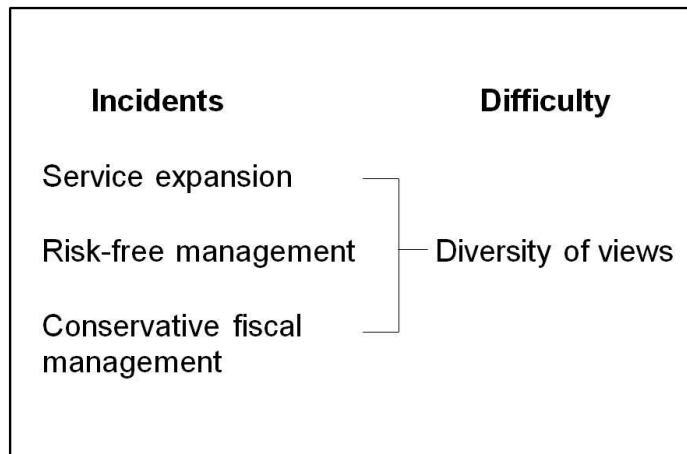 Incidents
Difficulty
Service expansion
Risk-free management
Diversity of views
Conservative fiscal
management